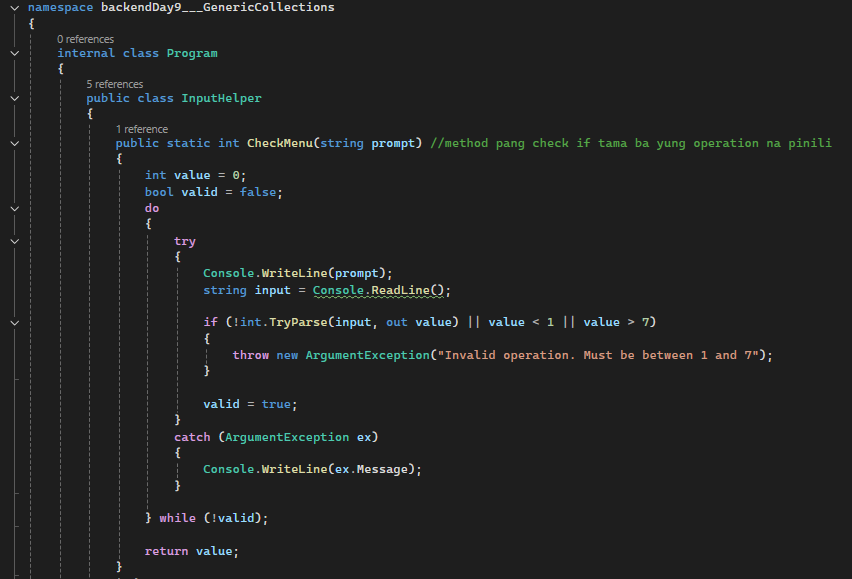 namespace backendDay9___GenericCollections
{
0 references
internal class Program
{
5 references
public class InputHelper
{
1 reference
public static int CheckMenu(string prompt) //method pang check if tama ba yung operation na pinili
{
int value = 0;
bool valid = false;
do
{
try
{
Console.WriteLine(prompt);
string input = Console.ReadLine();
if (!int.TryParse(input, out value) || value < 1 || value > 7)
{
throw new ArgumentException("Invalid operation. Must be between 1 and 7");
}
valid = true;
}
catch (ArgumentException ex)
{
Console.WriteLine(ex.Message);
}
} while (!valid);
return value;
}